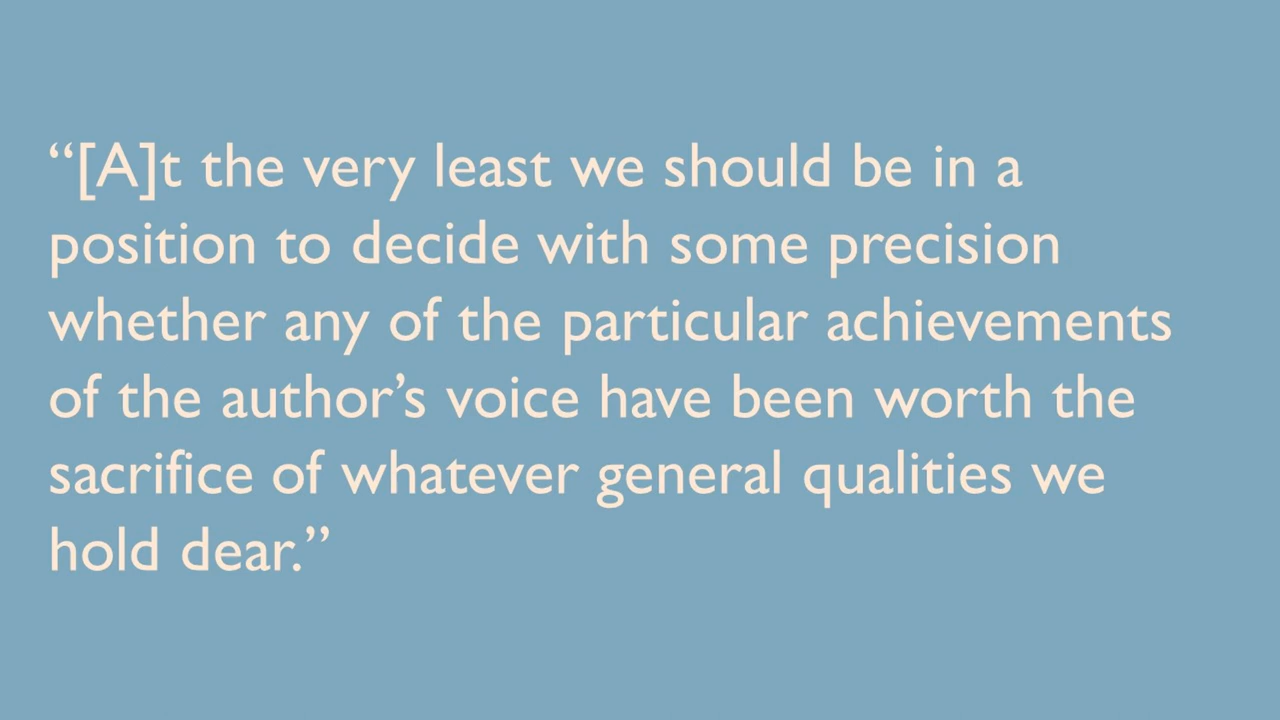 “[A]t the very least we should be in a
position to decide with some precision
whether any of the particular achievements
of the author’s voice have been worth the
sacrifice of whatever general qualities we
hold dear.”